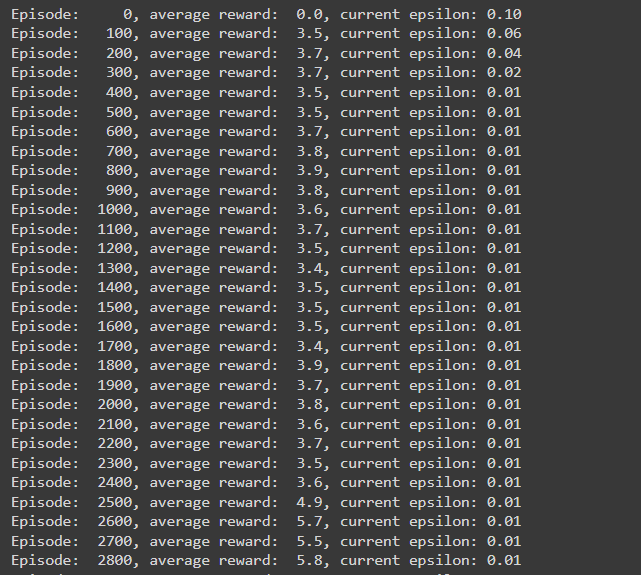 Episode:     0, average reward:  0.0, current epsilon: 0.10
Episode:   100, average reward:  3.5, current epsilon: 0.06
Episode:   200, average reward:  3.7, current epsilon: 0.04
Episode:   300, average reward:  3.7, current epsilon: 0.02
Episode:   400, average reward:  3.5, current epsilon: 0.01
Episode:   500, average reward:  3.5, current epsilon: 0.01
Episode:   600, average reward:  3.7, current epsilon: 0.01
Episode:   700, average reward:  3.8, current epsilon: 0.01
Episode:   800, average reward:  3.9, current epsilon: 0.01
Episode:   900, average reward:  3.8, current epsilon: 0.01
Episode:  1000, average reward:  3.6, current epsilon: 0.01
Episode:  1100, average reward:  3.7, current epsilon: 0.01
Episode:  1200, average reward:  3.5, current epsilon: 0.01
Episode:  1300, average reward:  3.4, current epsilon: 0.01
Episode:  1400, average reward:  3.5, current epsilon: 0.01
Episode:  1500, average reward:  3.5, current epsilon: 0.01
Episode:  1600, average reward:  3.5, current epsilon: 0.01
Episode:  1700, average reward:  3.4, current epsilon: 0.01
Episode:  1800, average reward:  3.9, current epsilon: 0.01
Episode:  1900, average reward:  3.7, current epsilon: 0.01
Episode:  2000, average reward:  3.8, current epsilon: 0.01
Episode:  2100, average reward:  3.6, current epsilon: 0.01
Episode:  2200, average reward:  3.7, current epsilon: 0.01
Episode:  2300, average reward:  3.5, current epsilon: 0.01
Episode:  2400, average reward:  3.6, current epsilon: 0.01
Episode:  2500, average reward:  4.9, current epsilon: 0.01
Episode:  2600, average reward:  5.7, current epsilon: 0.01
Episode:  2700, average reward:  5.5, current epsilon: 0.01
Episode:  2800, average reward:  5.8, current epsilon: 0.01